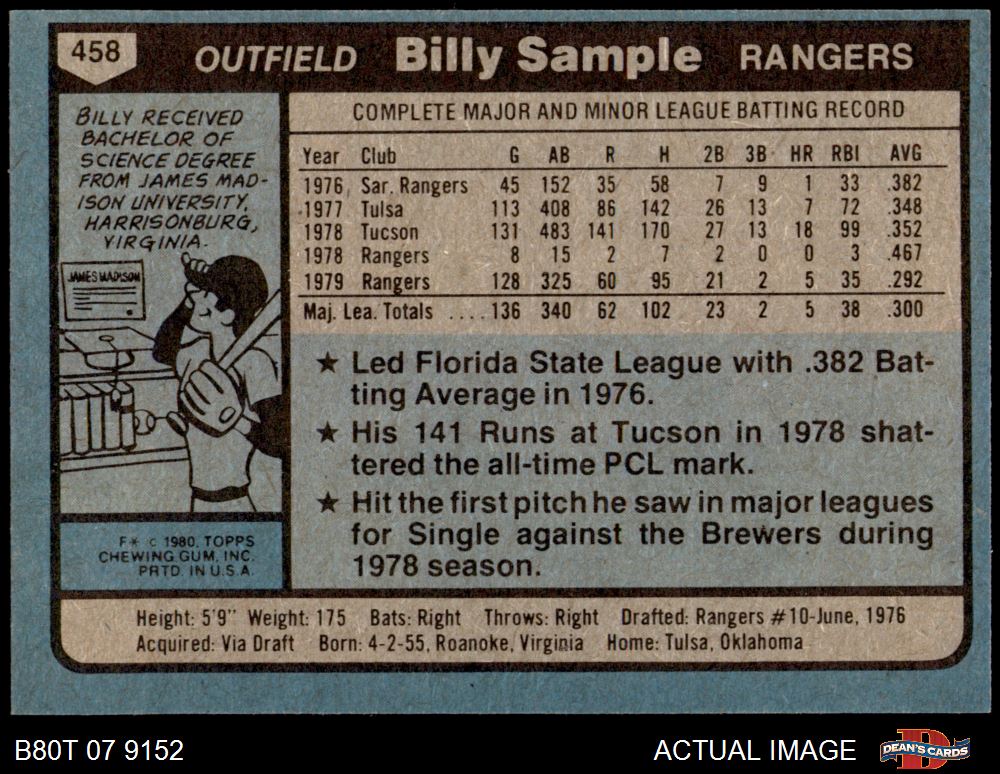 458 OUTFIELD Billy Sample RANGERS
BILLY RECEIVED
BACHELOR OF
SCIENCE DEGREE
FROM JAMES MAD-
ISON UNIVERSITY,
HARRISONBURG,
VIRGINIA.
JAMES MADISON
F* © 1980, TOPPS
CHEWING GUM, INC.
PRTD. IN U.S.A.
COMPLETE MAJOR AND MINOR LEAGUE BATTING RECORD
Year Club G AB R H 2B 3B HR RBI AVG
1976 Sar. Rangers 45 152 35 58 7 9 1 33 .382
1977 Tulsa 113 408 86 142 26 13 7 72 .348
1978 Tucson 131 483 141 170 27 13 18 99 .352
1978 Rangers 8 15 2 7 2 0 0 3 .467
1979 Rangers 128 325 60 95 21 2 5 35 .292
Maj. Lea. Totals .... 136 340 62 102 23 2 5 38 .300
★ Led Florida State League with .382 Bat-
ting Average in 1976.
★ His 141 Runs at Tucson in 1978 shat-
tered the all-time PCL mark.
★ Hit the first pitch he saw in major leagues
for Single against the Brewers during
1978 season.
Height: 5'9" Weight: 175 Bats: Right Throws: Right Drafted: Rangers #10-June, 1976
Acquired: Via Draft Born: 4-2-55, Roanoke, Virginia Home: Tulsa, Oklahoma
B80T 07 9152 ACTUAL IMAGE DEAN'S CARDS